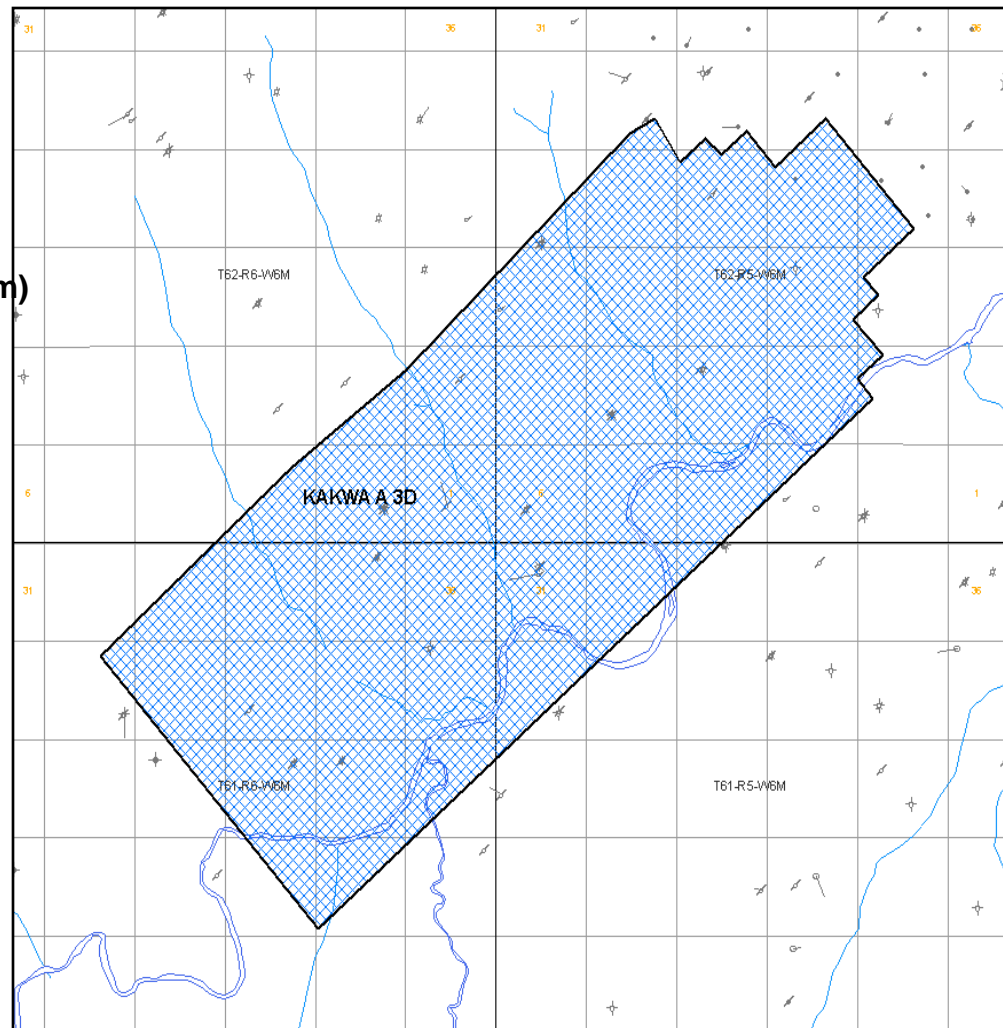 31 36 31 36
T62-R6-W6M T62-R5-W6M
m)
6 KAKWA A 3D 1 6 1
31 36 31 36
T61-R6-W6M T61-R5-W6M